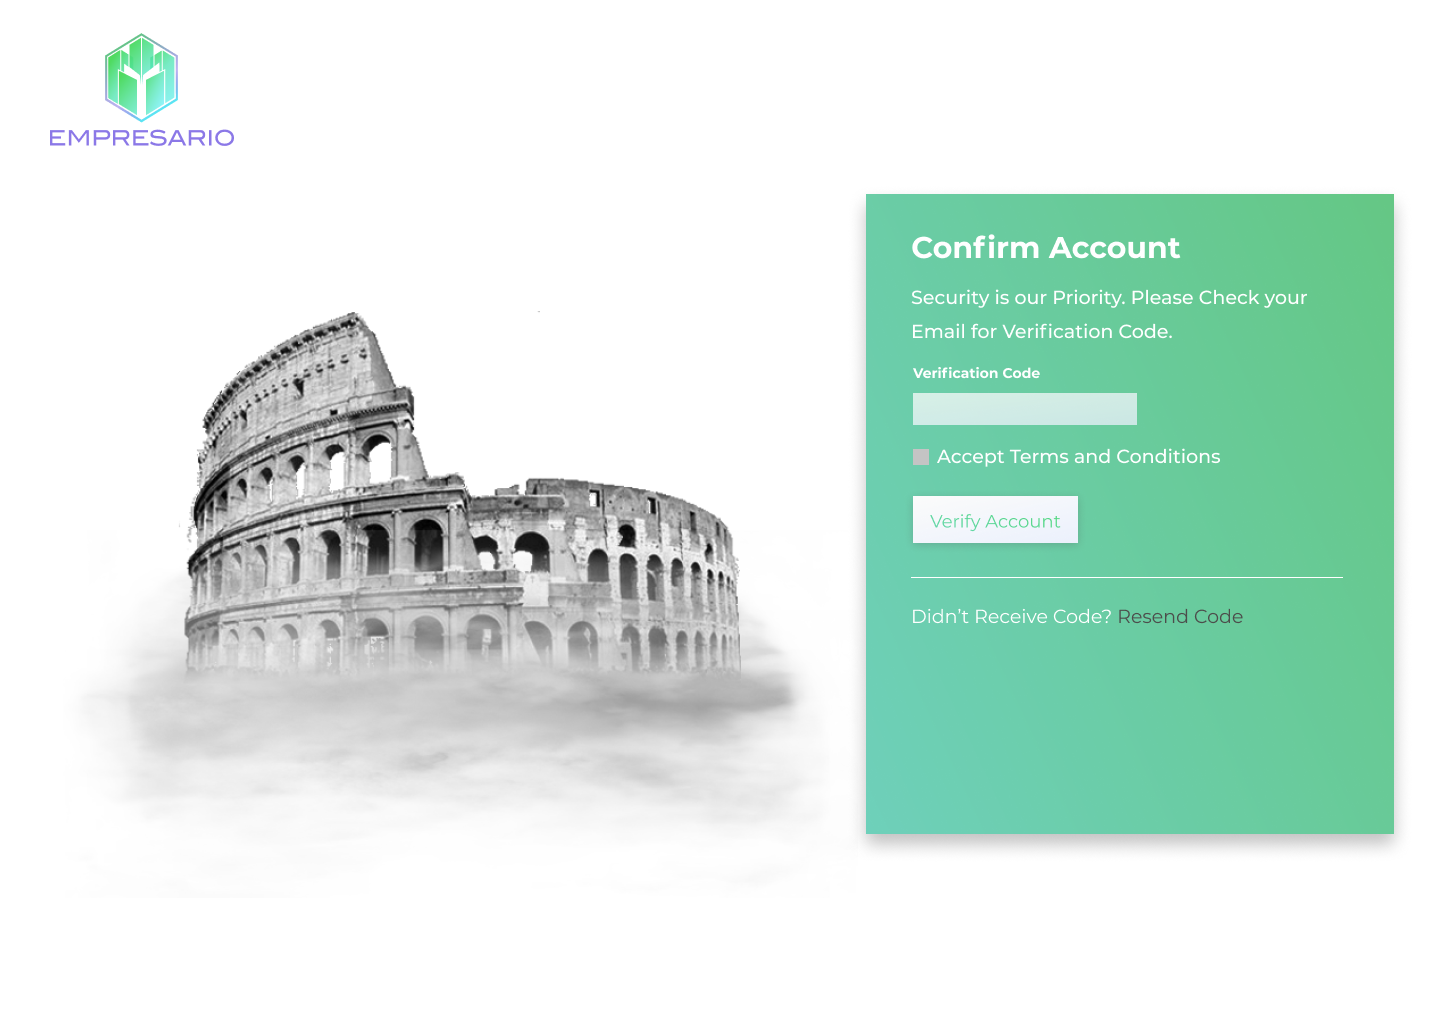 EMPRESARIO
Confirm Account
Security is our Priority. Please Check your
Email for Verification Code.
Verification Code
Accept Terms and Conditions
Verify Account
Didn’t Receive Code? Resend Code